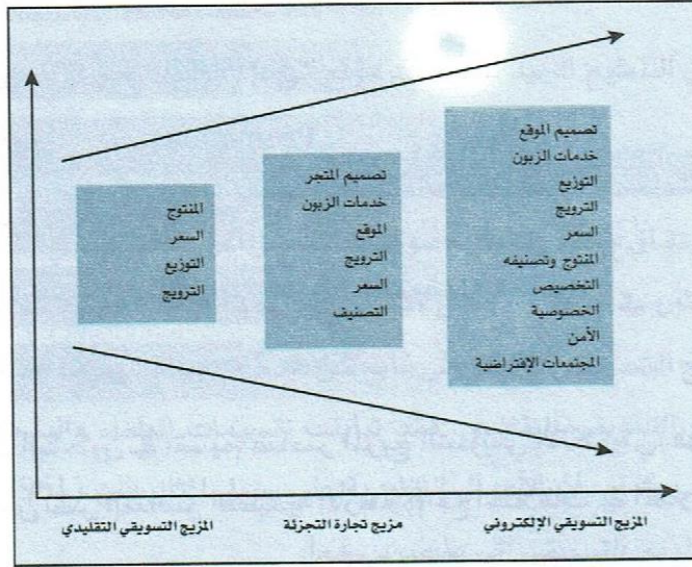 تصميم الموقع
خدمات الزبون
التوزيع
الترويج
السعر
المنتوج وتصنيفه
التخصيص
الخصوصية
الأمن
المجتمعات الإفتراضية
تصميم المتجر
خدمات الزبون
الموقع
الترويج
السعر
التصنيف
المنتوج
السعر
التوزيع
الترويج
المزيج التسويقي الإلكتروني
مزيج تجارة التجزئة
المزيج التسويقي التقليدي